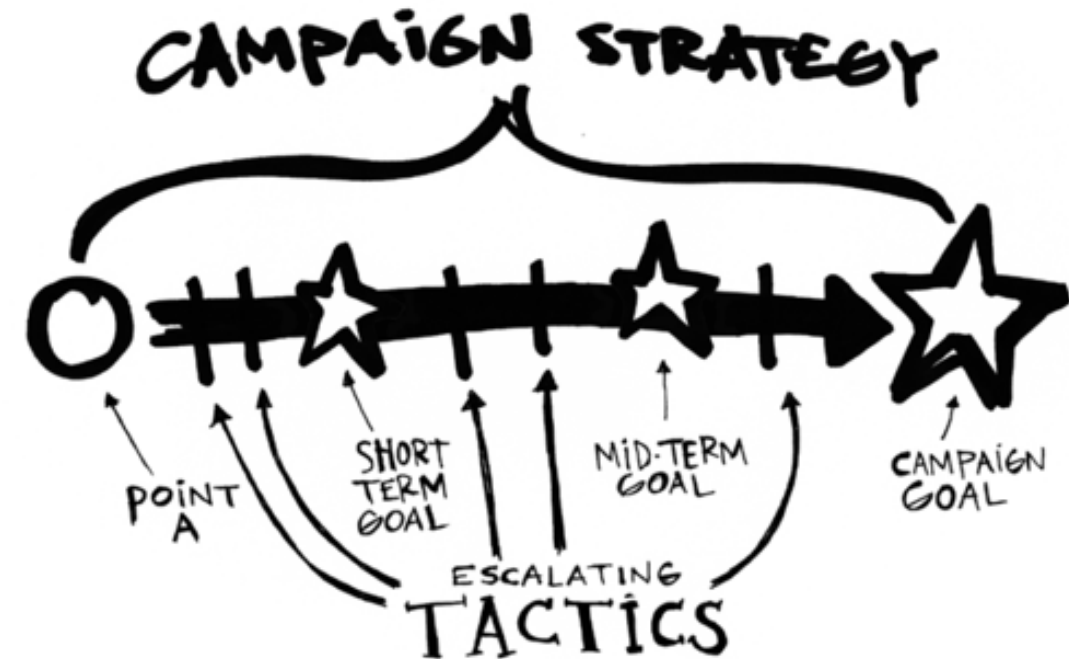 CAMPAiGN STRATEGY
POiNT
A
SHORT
TERM
GOAL
MiD-TERM
GOAL
CAMPAiGN
GOAL
ESCALATING
TACTiCS